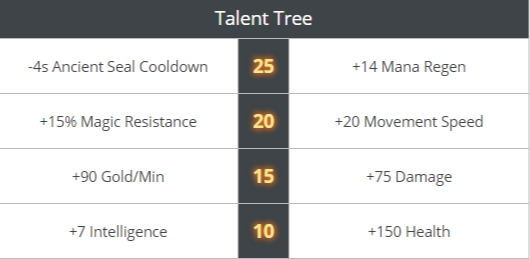 Talent Tree
-4s Ancient Seal Cooldown 25 +14 Mana Regen
+15% Magic Resistance 20 +20 Movement Speed
+90 Gold/Min 15 +75 Damage
+7 Intelligence 10 +150 Health